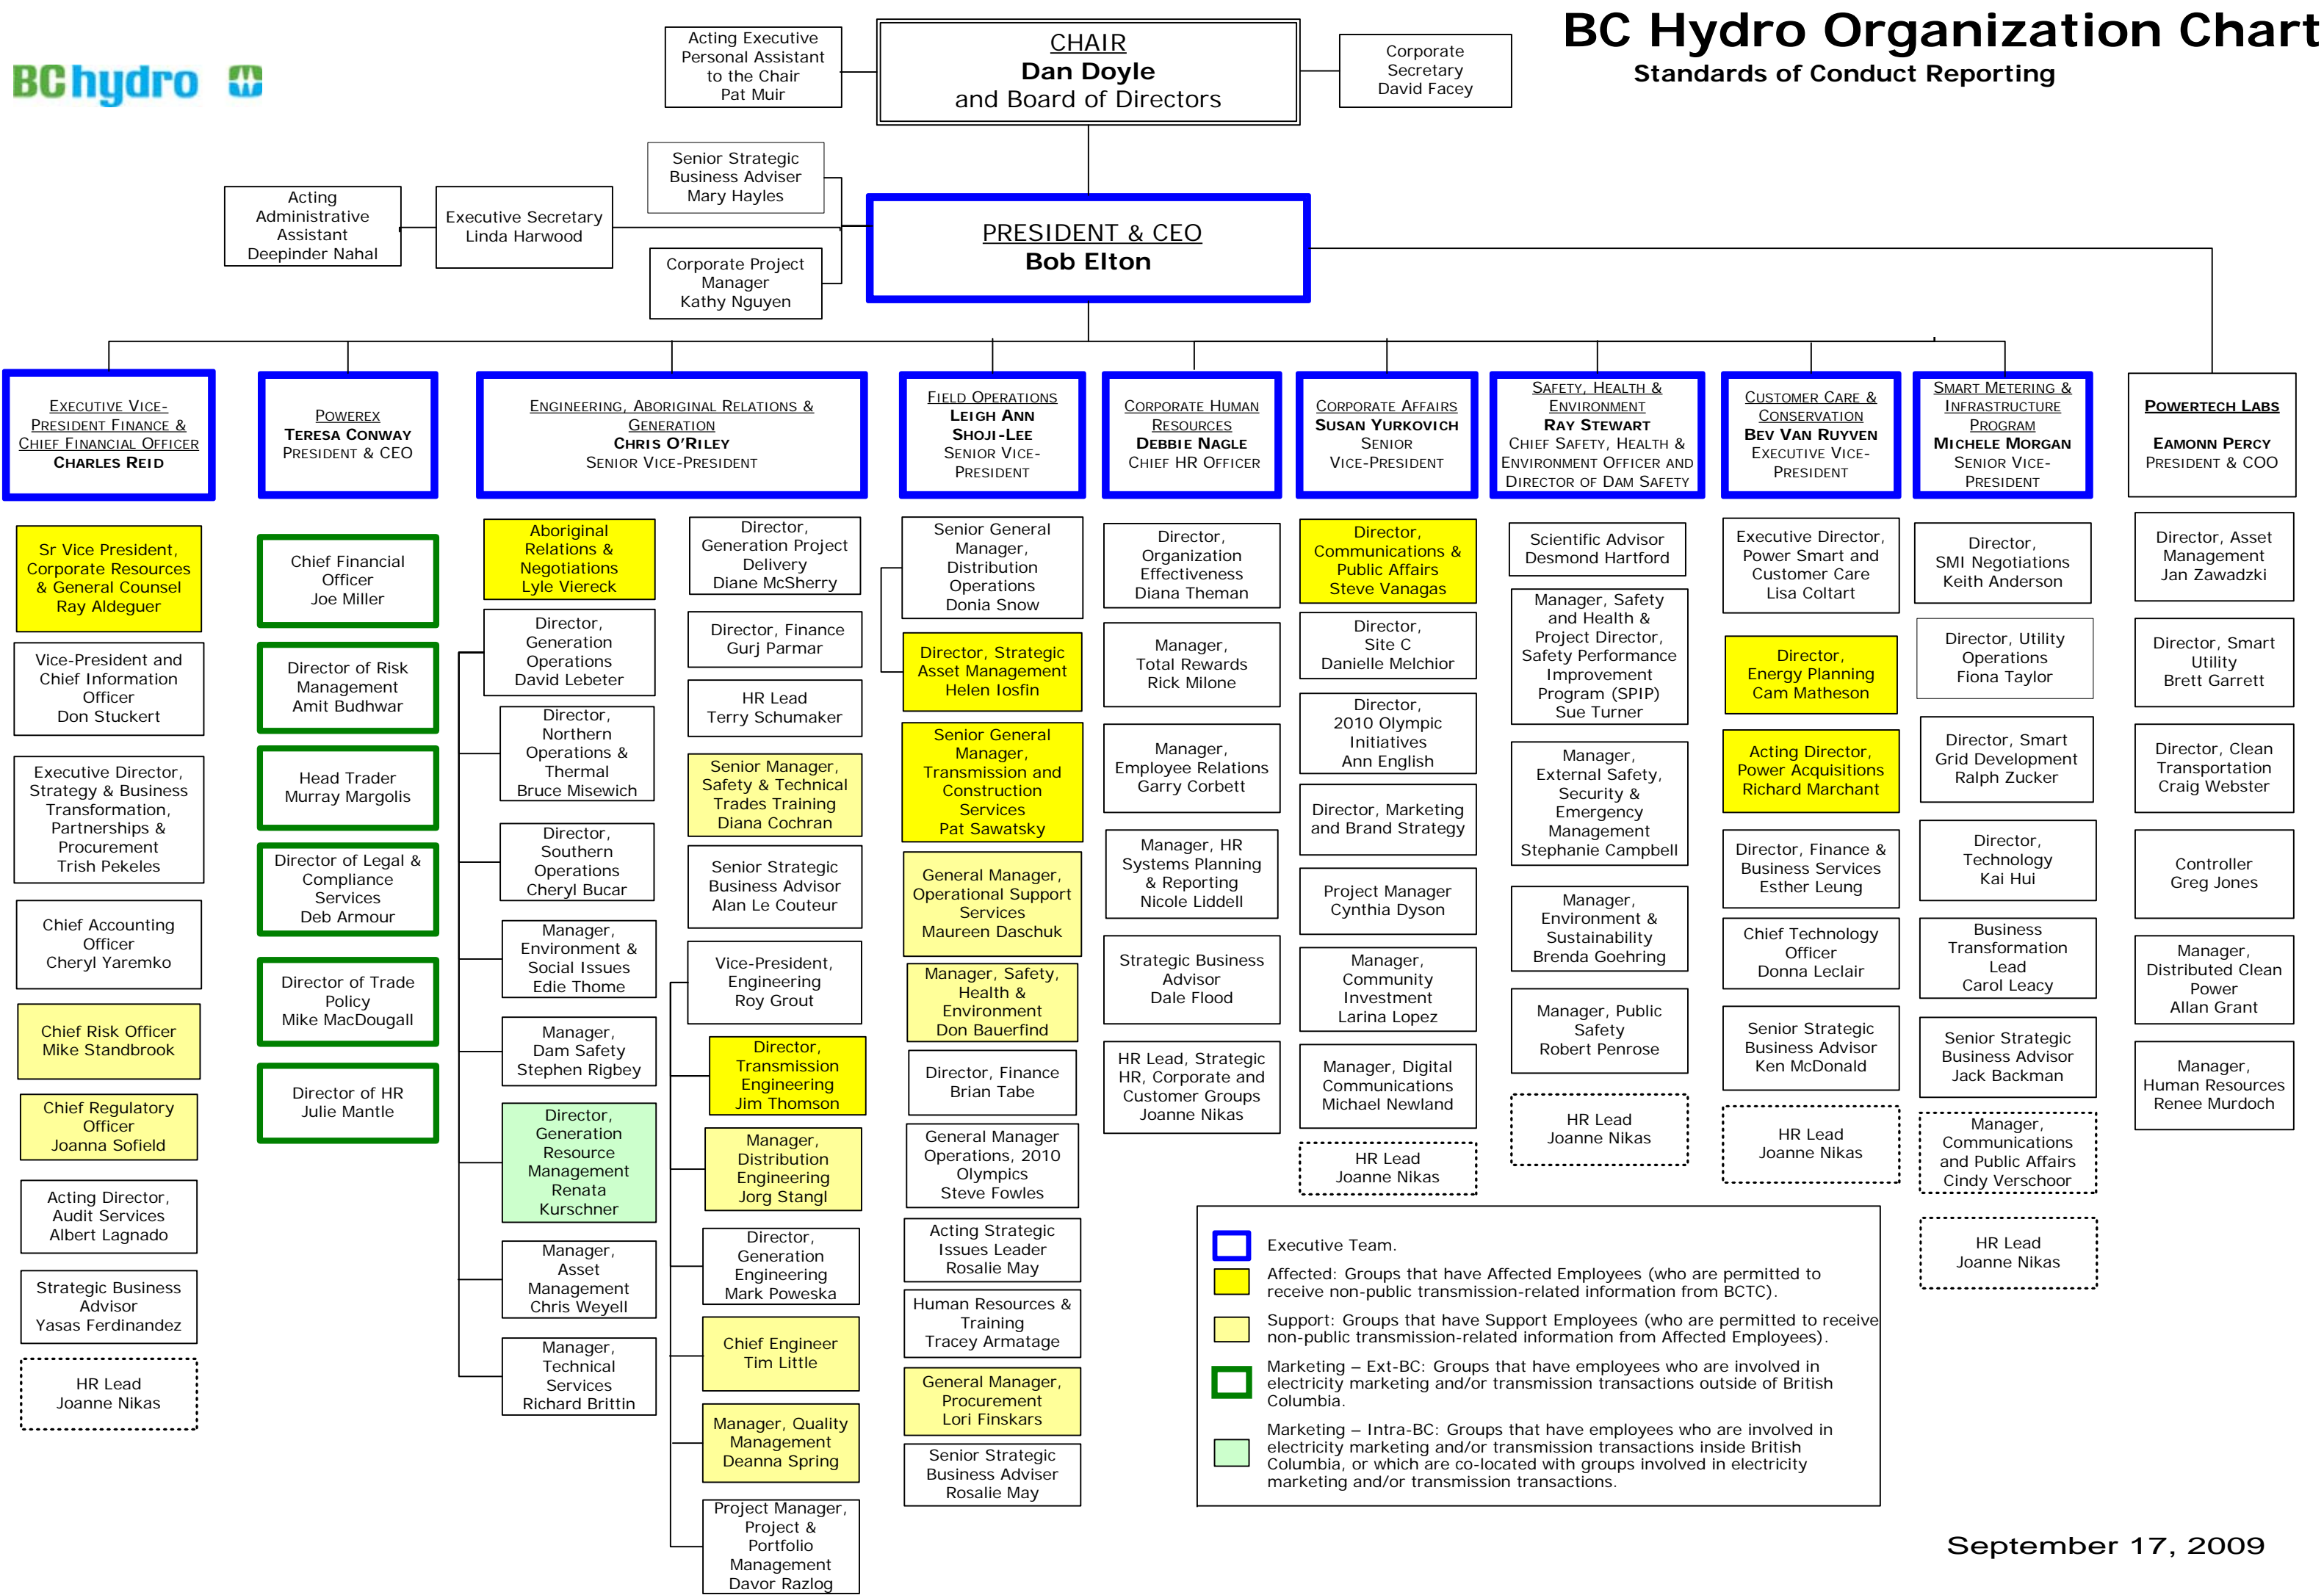 BC Hydro Organization Chart
Standards of Conduct Reporting
BChydro
Acting Executive
Personal Assistant
to the Chair
Pat Muir
CHAIR
Dan Doyle
and Board of Directors
Corporate
Secretary
David Facey
Senior Strategic
Business Adviser
Mary Hayles
Acting
Administrative
Assistant
Deepinder Nahal
Executive Secretary
Linda Harwood
Corporate Project
Manager
Kathy Nguyen
PRESIDENT & CEO
Bob Elton
EXECUTIVE VICE-
PRESIDENT FINANCE &
CHIEF FINANCIAL OFFICER
CHARLES REID
Sr Vice President,
Corporate Resources
& General Counsel
Ray Aldeguer
Vice-President and
Chief Information
Officer
Don Stuckert
Executive Director,
Strategy & Business
Transformation,
Partnerships &
Procurement
Trish Pekeles
Chief Accounting
Officer
Cheryl Yaremko
Chief Risk Officer
Mike Standbrook
Chief Regulatory
Officer
Joanna Sofield
Acting Director,
Audit Services
Albert Lagnado
Strategic Business
Advisor
Yasas Ferdinandez
HR Lead
Joanne Nikas
POWEREX
TERESA CONWAY
PRESIDENT & CEO
Chief Financial
Officer
Joe Miller
Director of Risk
Management
Amit Budhwar
Head Trader
Murray Margolis
Director of Legal &
Compliance
Services
Deb Armour
Director of Trade
Policy
Mike MacDougall
Director of HR
Julie Mantle
ENGINEERING, ABORIGINAL RELATIONS &
GENERATION
CHRIS O'RILEY
SENIOR VICE-PRESIDENT
Aboriginal
Relations &
Negotiations
Lyle Viereck
Director,
Generation
Operations
David Lebeter
Director,
Northern
Operations &
Thermal
Bruce Misewich
Director,
Southern
Operations
Cheryl Bucar
Manager,
Environment &
Social Issues
Edie Thome
Manager,
Dam Safety
Stephen Rigbey
Director,
Generation
Resource
Management
Renata
Kurschner
Manager,
Asset
Management
Chris Weyell
Manager,
Technical
Services
Richard Brittin
Director,
Generation Project
Delivery
Diane McSherry
Director, Finance
Gurj Parmar
HR Lead
Terry Schumaker
Senior Manager,
Safety & Technical
Trades Training
Diana Cochran
Senior Strategic
Business Advisor
Alan Le Couteur
Vice-President,
Engineering
Roy Grout
Director,
Transmission
Engineering
Jim Thomson
Manager,
Distribution
Engineering
Jorg Stangl
Director,
Generation
Engineering
Mark Poweska
Chief Engineer
Tim Little
Manager, Quality
Management
Deanna Spring
Project Manager,
Project &
Portfolio
Management
Davor Razlog
FIELD OPERATIONS
LEIGH ANN
SHOJI-LEE
SENIOR VICE-
PRESIDENT
Senior General
Manager,
Distribution
Operations
Donia Snow
Director, Strategic
Asset Management
Helen Iosfin
Senior General
Manager,
Transmission and
Construction
Services
Pat Sawatsky
General Manager,
Operational Support
Services
Maureen Daschuk
Manager, Safety,
Health &
Environment
Don Bauerfind
Director, Finance
Brian Tabe
General Manager
Operations, 2010
Olympics
Steve Fowles
Acting Strategic
Issues Leader
Rosalie May
Human Resources &
Training
Tracey Armatage
General Manager,
Procurement
Lori Finskars
Senior Strategic
Business Adviser
Rosalie May
CORPORATE HUMAN
RESOURCES
DEBBIE NAGLE
CHIEF HR OFFICER
Director,
Organization
Effectiveness
Diana Theman
Manager,
Total Rewards
Rick Milone
Manager,
Employee Relations
Garry Corbett
Manager, HR
Systems Planning
& Reporting
Nicole Liddell
Strategic Business
Advisor
Dale Flood
HR Lead, Strategic
HR, Corporate and
Customer Groups
Joanne Nikas
CORPORATE AFFAIRS
SUSAN YURKOVICH
SENIOR
VICE-PRESIDENT
Director,
Communications &
Public Affairs
Steve Vanagas
Director,
Site C
Danielle Melchior
Director,
2010 Olympic
Initiatives
Ann English
Director, Marketing
and Brand Strategy
Project Manager
Cynthia Dyson
Manager,
Community
Investment
Larina Lopez
Manager, Digital
Communications
Michael Newland
HR Lead
Joanne Nikas
SAFETY, HEALTH &
ENVIRONMENT
RAY STEWART
CHIEF SAFETY, HEALTH &
ENVIRONMENT OFFICER AND
DIRECTOR OF DAM SAFETY
Scientific Advisor
Desmond Hartford
Manager, Safety
and Health &
Project Director,
Safety Performance
Improvement
Program (SPIP)
Sue Turner
Manager,
External Safety,
Security &
Emergency
Management
Stephanie Campbell
Manager,
Environment &
Sustainability
Brenda Goehring
Manager, Public
Safety
Robert Penrose
HR Lead
Joanne Nikas
CUSTOMER CARE &
CONSERVATION
BEV VAN RUYVEN
EXECUTIVE VICE-
PRESIDENT
Executive Director,
Power Smart and
Customer Care
Lisa Coltart
Director,
Energy Planning
Cam Matheson
Acting Director,
Power Acquisitions
Richard Marchant
Director, Finance &
Business Services
Esther Leung
Chief Technology
Officer
Donna Leclair
Senior Strategic
Business Advisor
Ken McDonald
HR Lead
Joanne Nikas
SMART METERING &
INFRASTRUCTURE
PROGRAM
MICHELE MORGAN
SENIOR VICE-
PRESIDENT
Director,
SMI Negotiations
Keith Anderson
Director, Utility
Operations
Fiona Taylor
Director, Smart
Grid Development
Ralph Zucker
Director,
Technology
Kai Hui
Business
Transformation
Lead
Carol Leacy
Senior Strategic
Business Advisor
Jack Backman
Manager,
Communications
and Public Affairs
Cindy Verschoor
HR Lead
Joanne Nikas
POWERTECH LABS
EAMONN PERCY
PRESIDENT & COO
Director, Asset
Management
Jan Zawadzki
Director, Smart
Utility
Brett Garrett
Director, Clean
Transportation
Craig Webster
Controller
Greg Jones
Manager,
Distributed Clean
Power
Allan Grant
Manager,
Human Resources
Renee Murdoch
Executive Team.
Affected: Groups that have Affected Employees (who are permitted to
receive non-public transmission-related information from BCTC).
Support: Groups that have Support Employees (who are permitted to receive
non-public transmission-related information from Affected Employees).
Marketing – Ext-BC: Groups that have employees who are involved in
electricity marketing and/or transmission transactions outside of British
Columbia.
Marketing – Intra-BC: Groups that have employees who are involved in
electricity marketing and/or transmission transactions inside British
Columbia, or which are co-located with groups involved in electricity
marketing and/or transmission transactions.
September 17, 2009